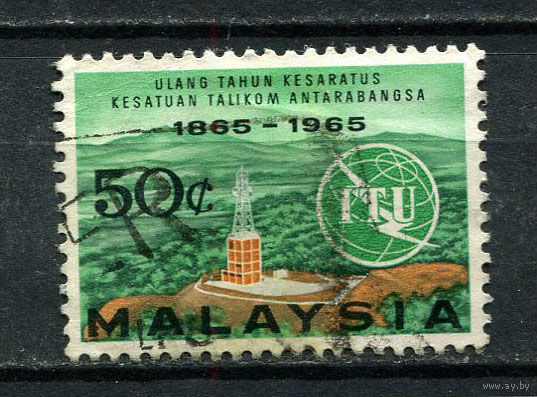 ULANG TAHUN KESARATUS
KESATUAN TALIKOM ANTARABANGSA
1865-1965
50¢
ITU
MALAYSIA
www.ay.by